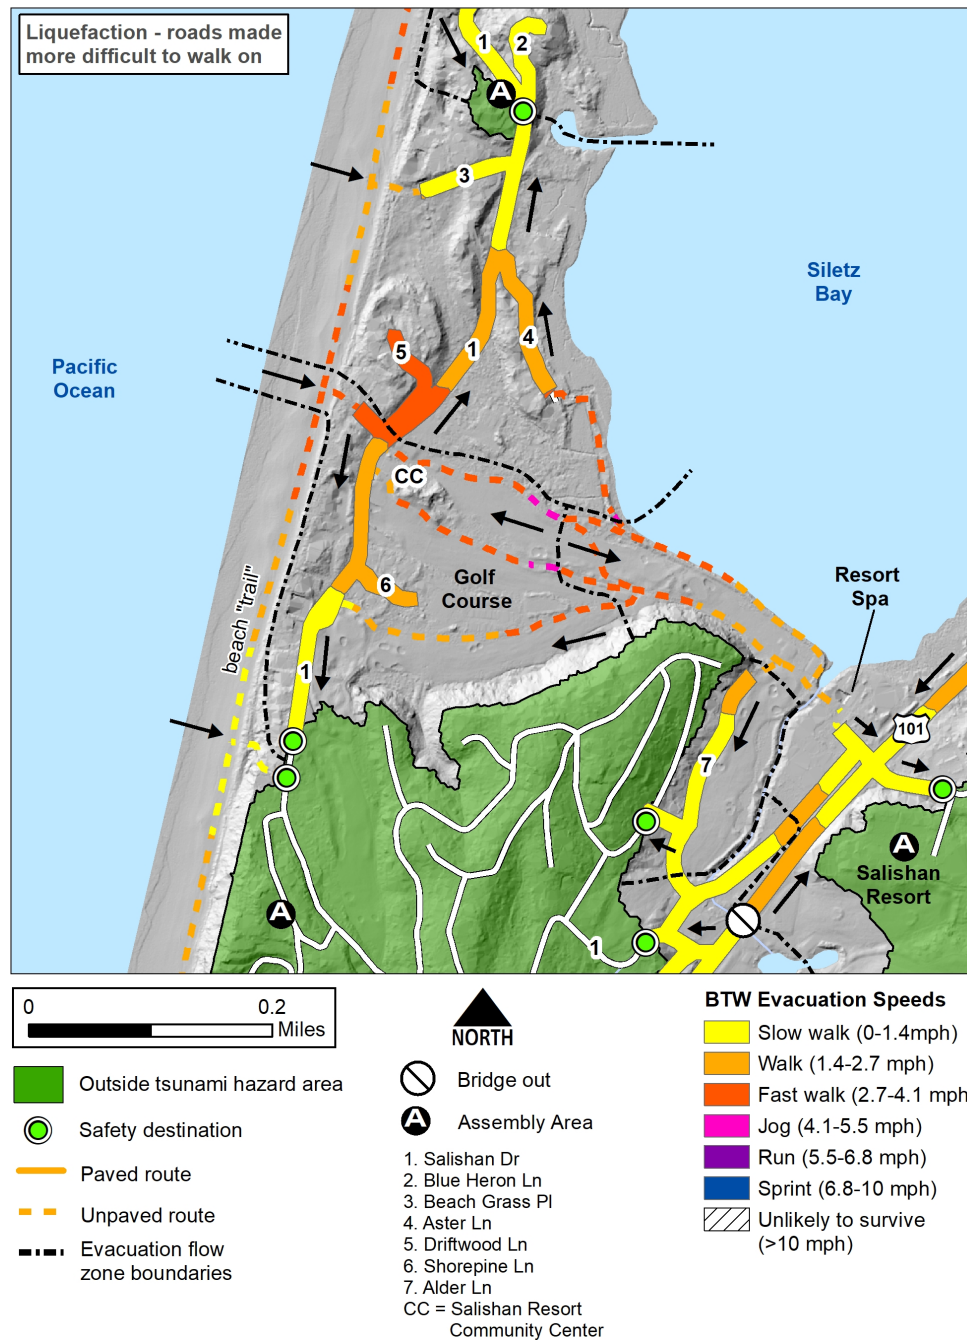 Liquefaction - roads made
more difficult to walk on
1
2
A
3
Siletz
Bay
Pacific
Ocean
5
1
4
CC
Golf
Course
6
Resort
Spa
beach "trail"
1
101
7
A
Salishan
Resort
A
1
0
0.2
Miles
NORTH
Outside tsunami hazard area
Safety destination
Paved route
Unpaved route
Evacuation flow
zone boundaries
Bridge out
A
Assembly Area
1. Salishan Dr
2. Blue Heron Ln
3. Beach Grass Pl
4. Aster Ln
5. Driftwood Ln
6. Shorepine Ln
7. Alder Ln
CC = Salishan Resort
Community Center
BTW Evacuation Speeds
Slow walk (0-1.4mph)
Walk (1.4-2.7 mph)
Fast walk (2.7-4.1 mph
Jog (4.1-5.5 mph)
Run (5.5-6.8 mph)
Sprint (6.8-10 mph)
Unlikely to survive
(>10 mph)